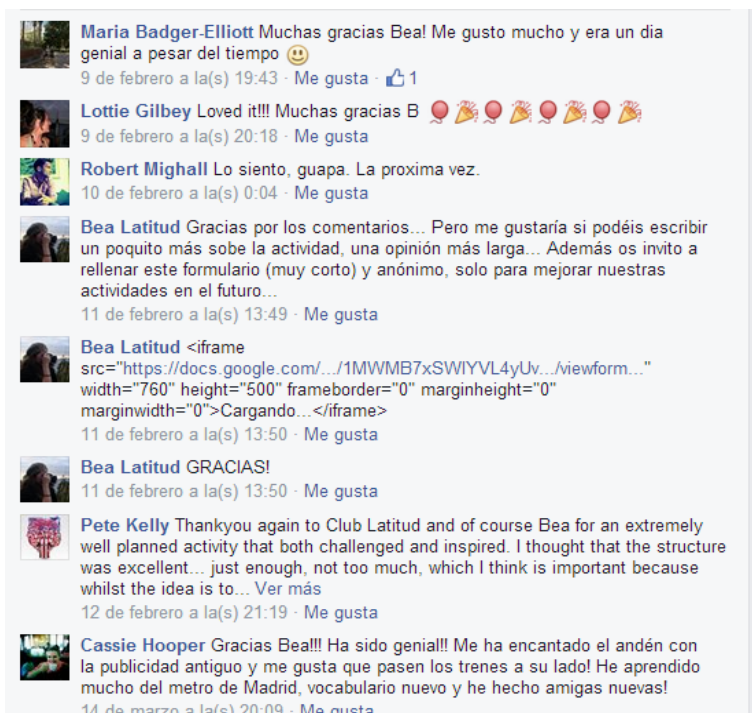 Maria Badger-Elliott Muchas gracias Bea! Me gusto mucho y era un dia
genial a pesar del tiempo
9 de febrero a la(s) 19:43 · Me gusta · 1
Lottie Gilbey Loved it!!! Muchas gracias B
9 de febrero a la(s) 20:18 · Me gusta
Robert Mighall Lo siento, guapa. La proxima vez.
10 de febrero a la(s) 0:04 · Me gusta
Bea Latitud Gracias por los comentarios... Pero me gustaría si podéis escribir
un poquito más sobe la actividad, una opinión más larga... Además os invito a
rellenar este formulario (muy corto) y anónimo, solo para mejorar nuestras
actividades en el futuro...
11 de febrero a la(s) 13:49 · Me gusta
Bea Latitud <iframe
src="https://docs.google.com/.../1MWMB7xSWIYVL4yUv.../viewform..."
width="760" height="500" frameborder="0" marginheight="0"
marginwidth="0">Cargando...</iframe>
11 de febrero a la(s) 13:50 · Me gusta
Bea Latitud GRACIAS!
11 de febrero a la(s) 13:50 · Me gusta
Pete Kelly Thankyou again to Club Latitud and of course Bea for an extremely
well planned activity that both challenged and inspired. I thought that the structure
was excellent... just enough, not too much, which I think is important because
whilst the idea is to... Ver más
12 de febrero a la(s) 21:19 · Me gusta
Cassie Hooper Gracias Bea!!! Ha sido genial!! Me ha encantado el andén con
la publicidad antiguo y me gusta que pasen los trenes a su lado! He aprendido
mucho del metro de Madrid, vocabulario nuevo y he hecho amigas nuevas!
14 de marzo a la(s) 20:09 · Me gusta